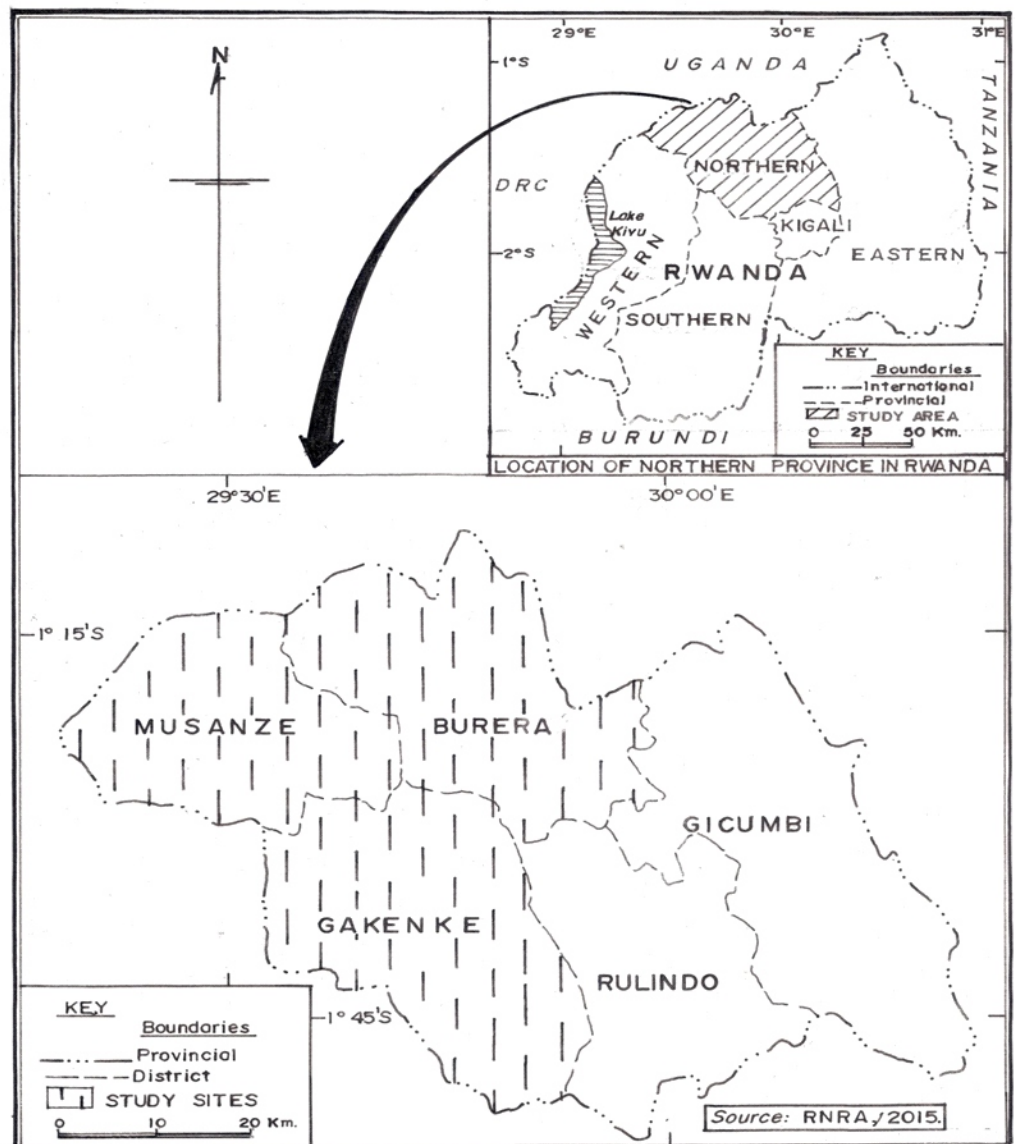 N
29°E 30°E 31°E
1°S
UGANDA
TANZANIA
NORTHERN
DRC
Lake
Kivu
KIGALI
2°S
EASTERN
WESTERN
RWANDA
SOUTHERN
BURUNDI
KEY
Boundaries
International
Provincial
STUDY AREA
0 25 50 Km.
LOCATION OF NORTHERN PROVINCE IN RWANDA
29°30'E 30°00'E
1° 15'S
MUSANZE
BURERA
GICUMBI
GAKENKE
RULINDO
1° 45'S
KEY
Boundaries
Provincial
District
STUDY SITES
0 10 20 Km.
Source: RNRA,/2015.